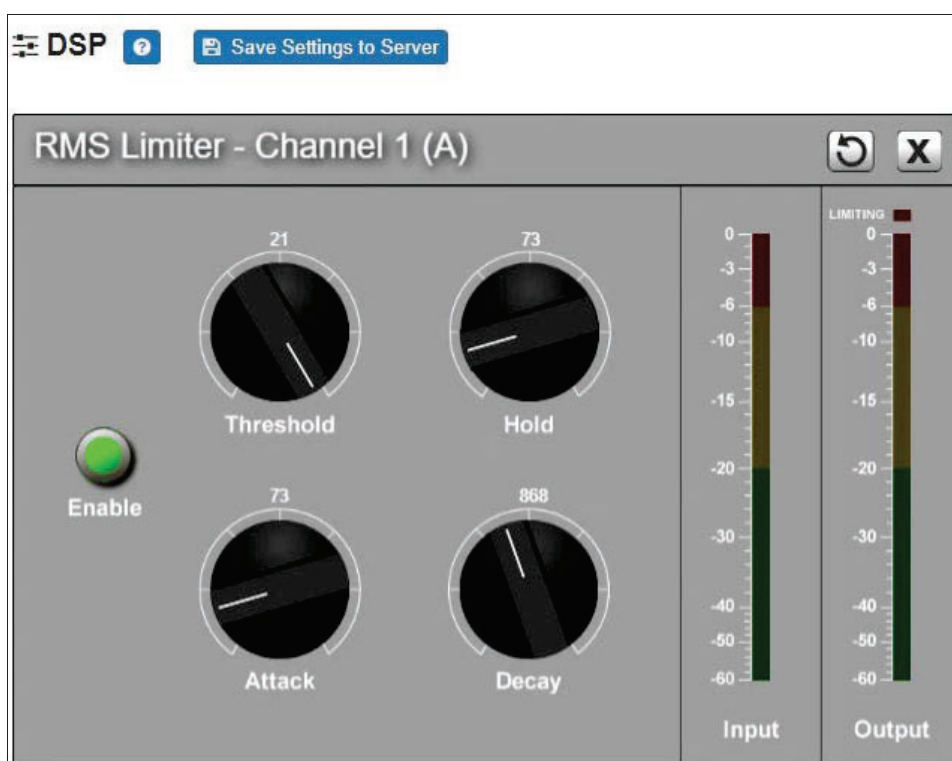 DSP ? Save Settings to Server
RMS Limiter - Channel 1 (A) X
21
Threshold
73
Hold
Enable
73
Attack
868
Decay
0
-3
-6
-10
-15
-20
-30
-40
-50
-60
Input
LIMITING
0
-3
-6
-10
-15
-20
-30
-40
-50
-60
Output